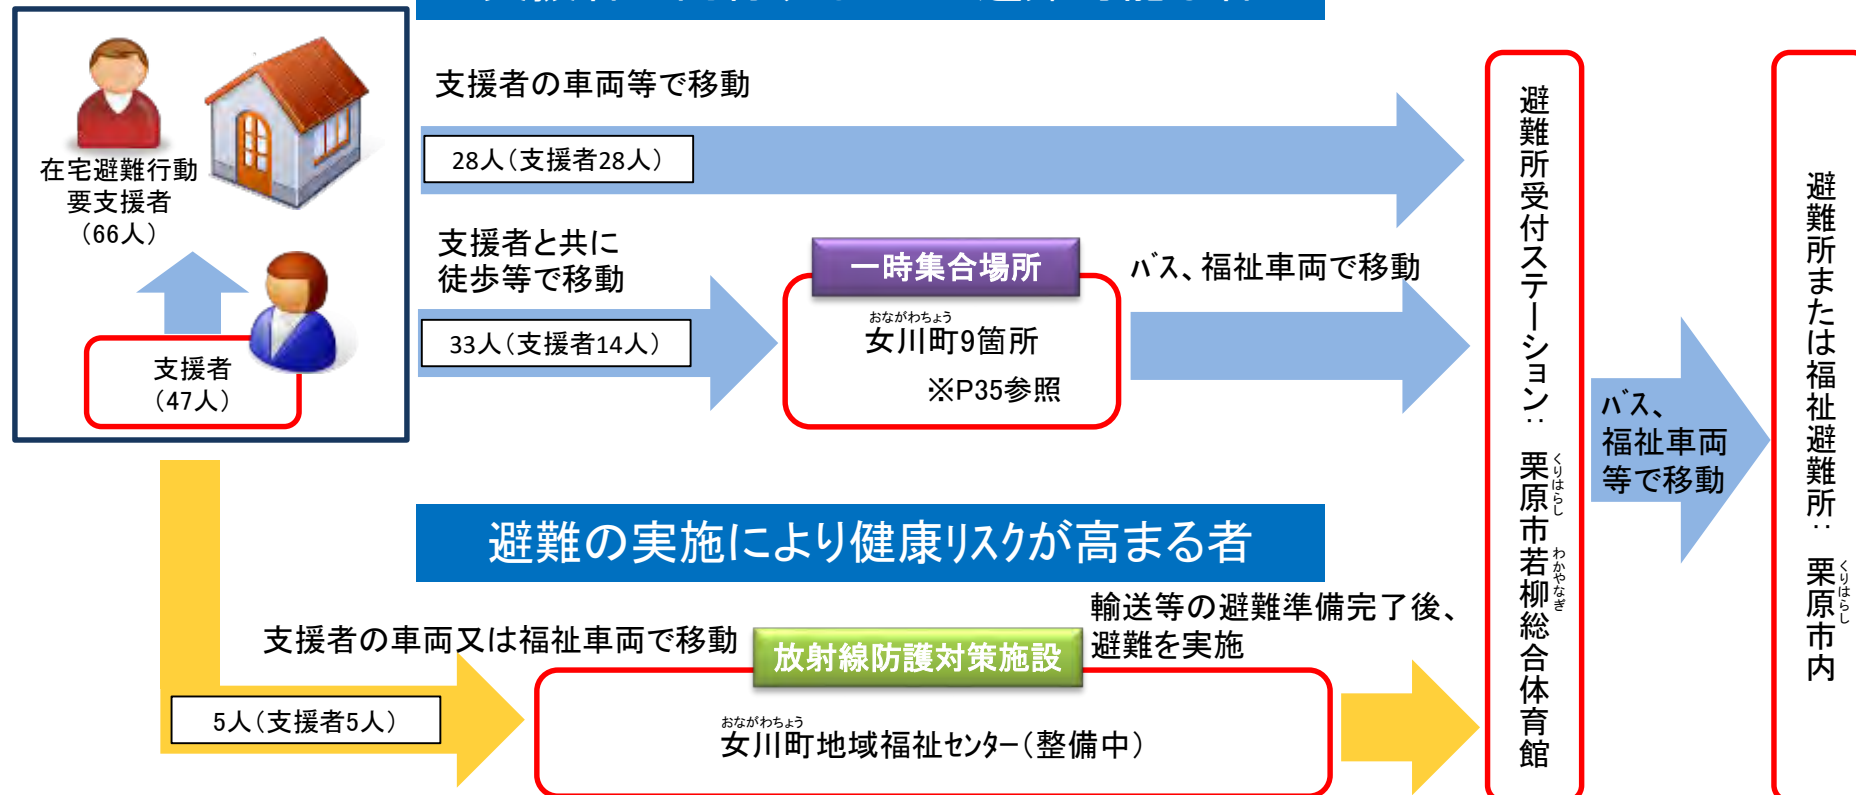 在宅避難行動
要支援者
（66人）
支援者
（47人）
支援者の車両等で移動
28人（支援者28人）
支援者と共に
徒歩等で移動
33人（支援者14人）
一時集合場所
おながわちょう
女川町9箇所
※P35参照
バス、福祉車両で移動
避難所受付ステーション：栗原市若柳総合体育館
くりはらし
わかやなぎ
バス、
福祉車両
等で移動
避難所または福祉避難所：栗原市内
くりはらし
避難の実施により健康リスクが高まる者
支援者の車両又は福祉車両で移動
5人（支援者5人）
放射線防護対策施設
おながわちょう
女川町地域福祉センター（整備中）
輸送等の避難準備完了後、
避難を実施